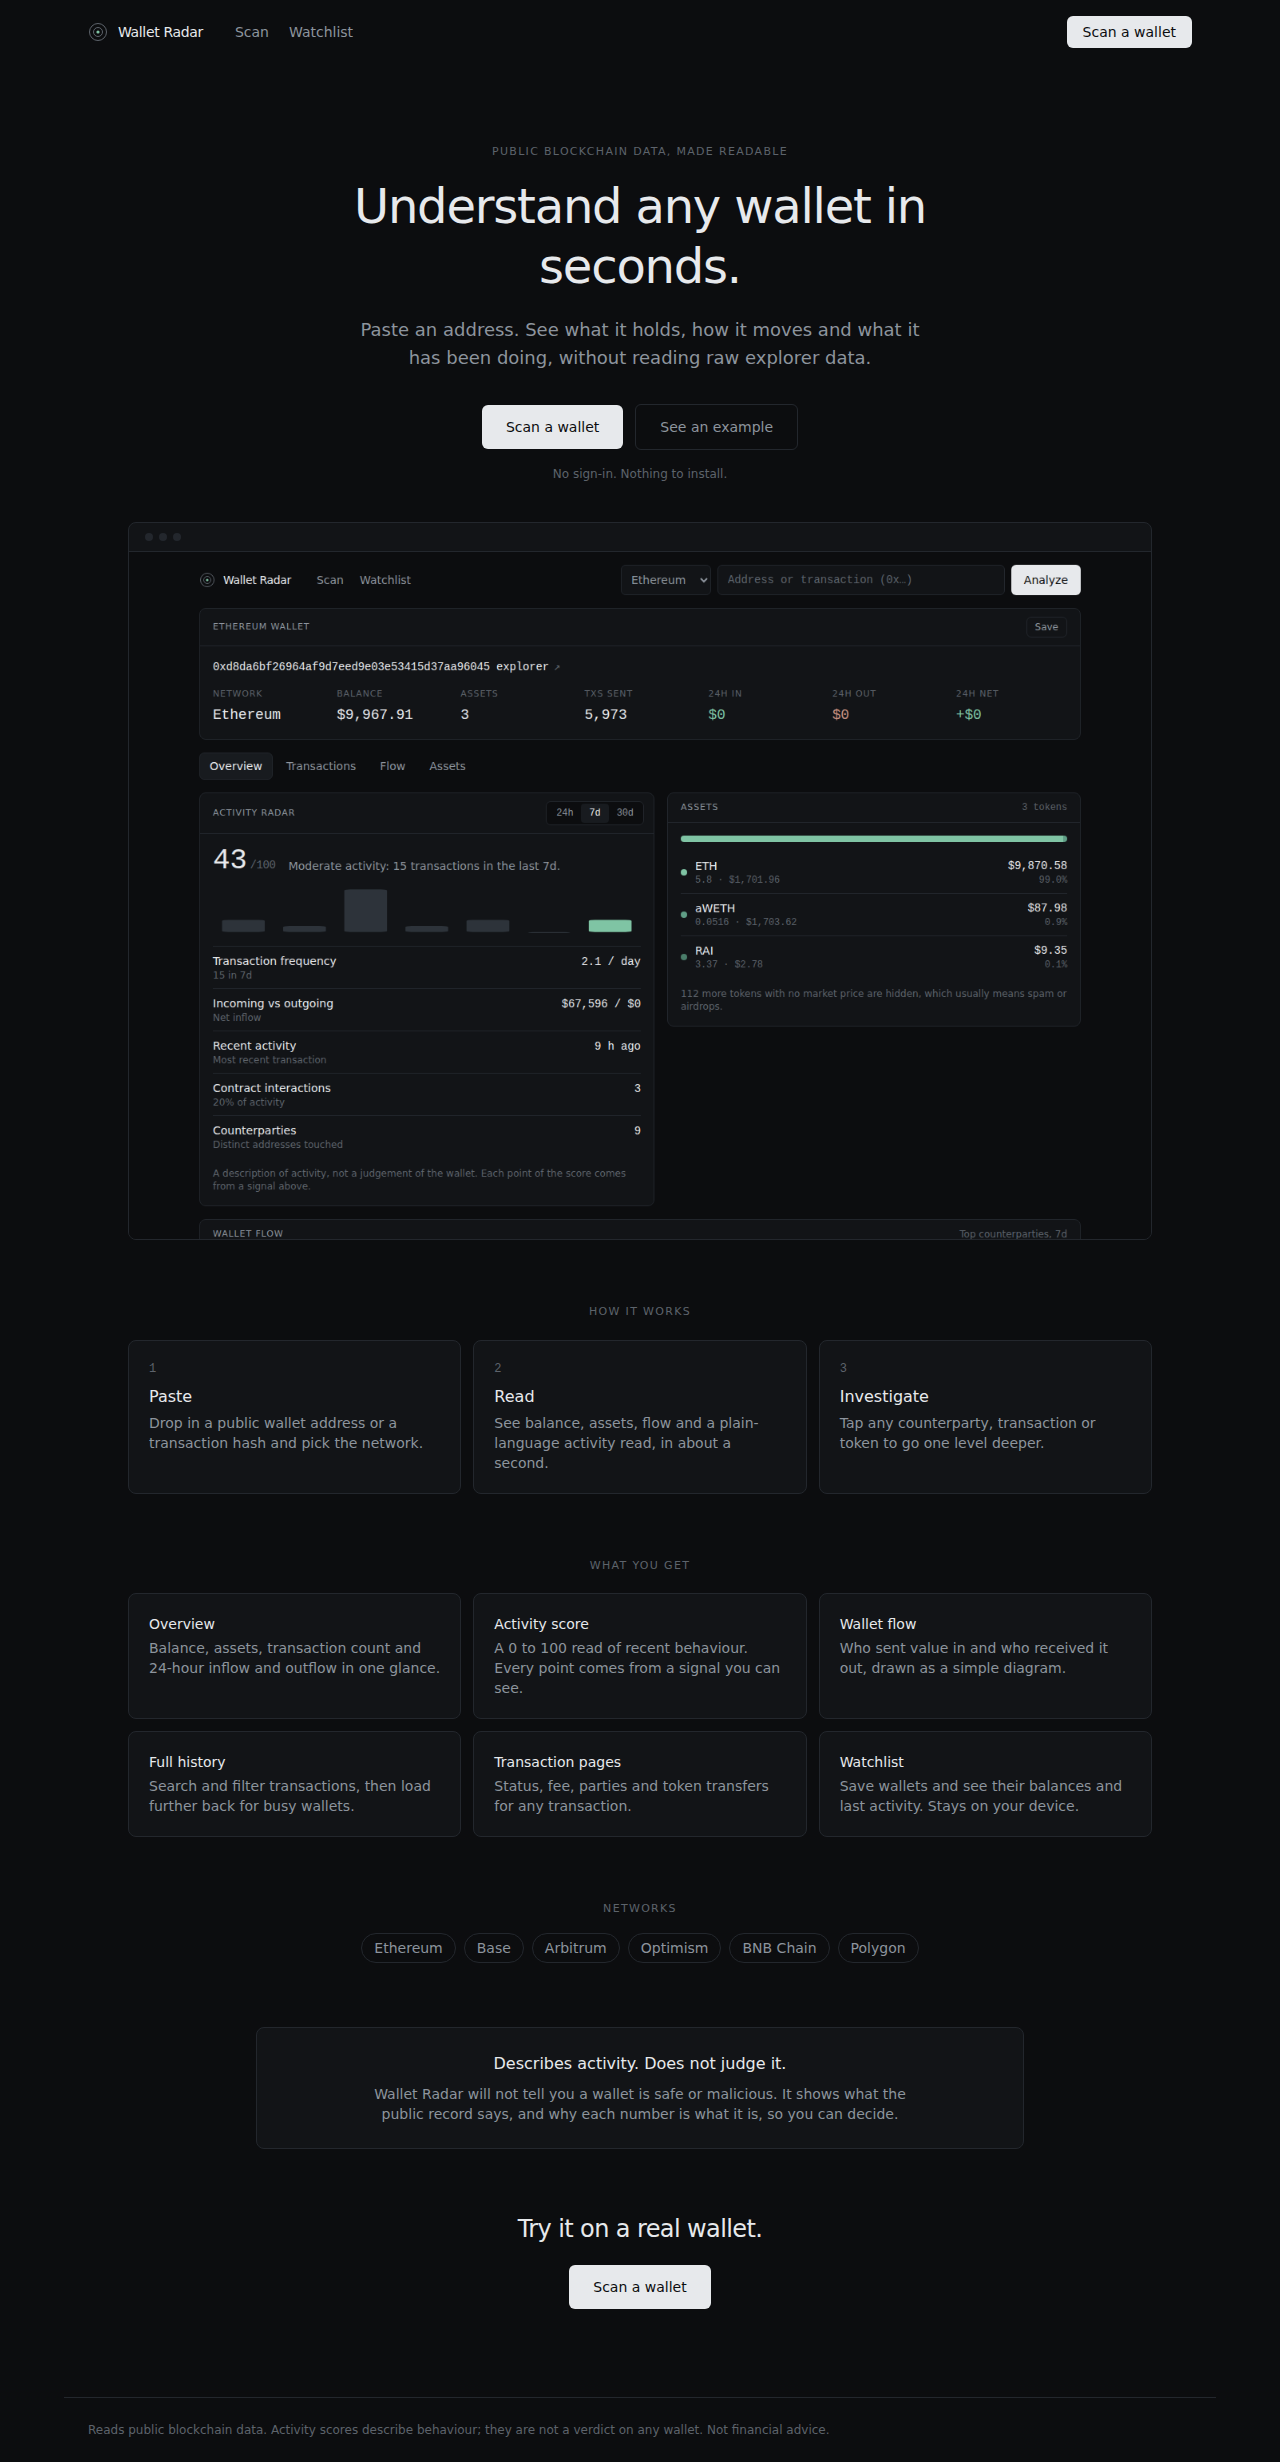 Wallet Radar Scan Watchlist Scan a wallet
PUBLIC BLOCKCHAIN DATA, MADE READABLE
Understand any wallet in
seconds.
Paste an address. See what it holds, how it moves and what it
has been doing, without reading raw explorer data.
Scan a wallet See an example
No sign-in. Nothing to install.
Wallet Radar Scan Watchlist Ethereum Address or transaction (0x…) Analyze
ETHEREUM WALLET Save
0xd8da6bf26964af9d7eed9e03e53415d37aa96045 explorer ↗
NETWORK BALANCE ASSETS TXS SENT 24H IN 24H OUT 24H NET
Ethereum $9,967.91 3 5,973 $0 $0 +$0
Overview Transactions Flow Assets
ACTIVITY RADAR 24h 7d 30d
43 /100 Moderate activity: 15 transactions in the last 7d.
Transaction frequency 2.1 / day
15 in 7d
Incoming vs outgoing $67,596 / $0
Net inflow
Recent activity 9 h ago
Most recent transaction
Contract interactions 3
20% of activity
Counterparties 9
Distinct addresses touched
A description of activity, not a judgement of the wallet. Each point of the score comes
from a signal above.
ASSETS 3 tokens
ETH $9,870.58
5.8 · $1,701.96 99.0%
aWETH $87.98
0.0516 · $1,703.62 0.9%
RAI $9.35
3.37 · $2.78 0.1%
112 more tokens with no market price are hidden, which usually means spam or
airdrops.
WALLET FLOW Top counterparties, 7d
HOW IT WORKS
1
Paste
Drop in a public wallet address or a
transaction hash and pick the network.
2
Read
See balance, assets, flow and a plain-
language activity read, in about a
second.
3
Investigate
Tap any counterparty, transaction or
token to go one level deeper.
WHAT YOU GET
Overview
Balance, assets, transaction count and
24-hour inflow and outflow in one glance.
Activity score
A 0 to 100 read of recent behaviour.
Every point comes from a signal you can
see.
Wallet flow
Who sent value in and who received it
out, drawn as a simple diagram.
Full history
Search and filter transactions, then load
further back for busy wallets.
Transaction pages
Status, fee, parties and token transfers
for any transaction.
Watchlist
Save wallets and see their balances and
last activity. Stays on your device.
NETWORKS
Ethereum Base Arbitrum Optimism BNB Chain Polygon
Describes activity. Does not judge it.
Wallet Radar will not tell you a wallet is safe or malicious. It shows what the
public record says, and why each number is what it is, so you can decide.
Try it on a real wallet.
Scan a wallet
Reads public blockchain data. Activity scores describe behaviour; they are not a verdict on any wallet. Not financial advice.